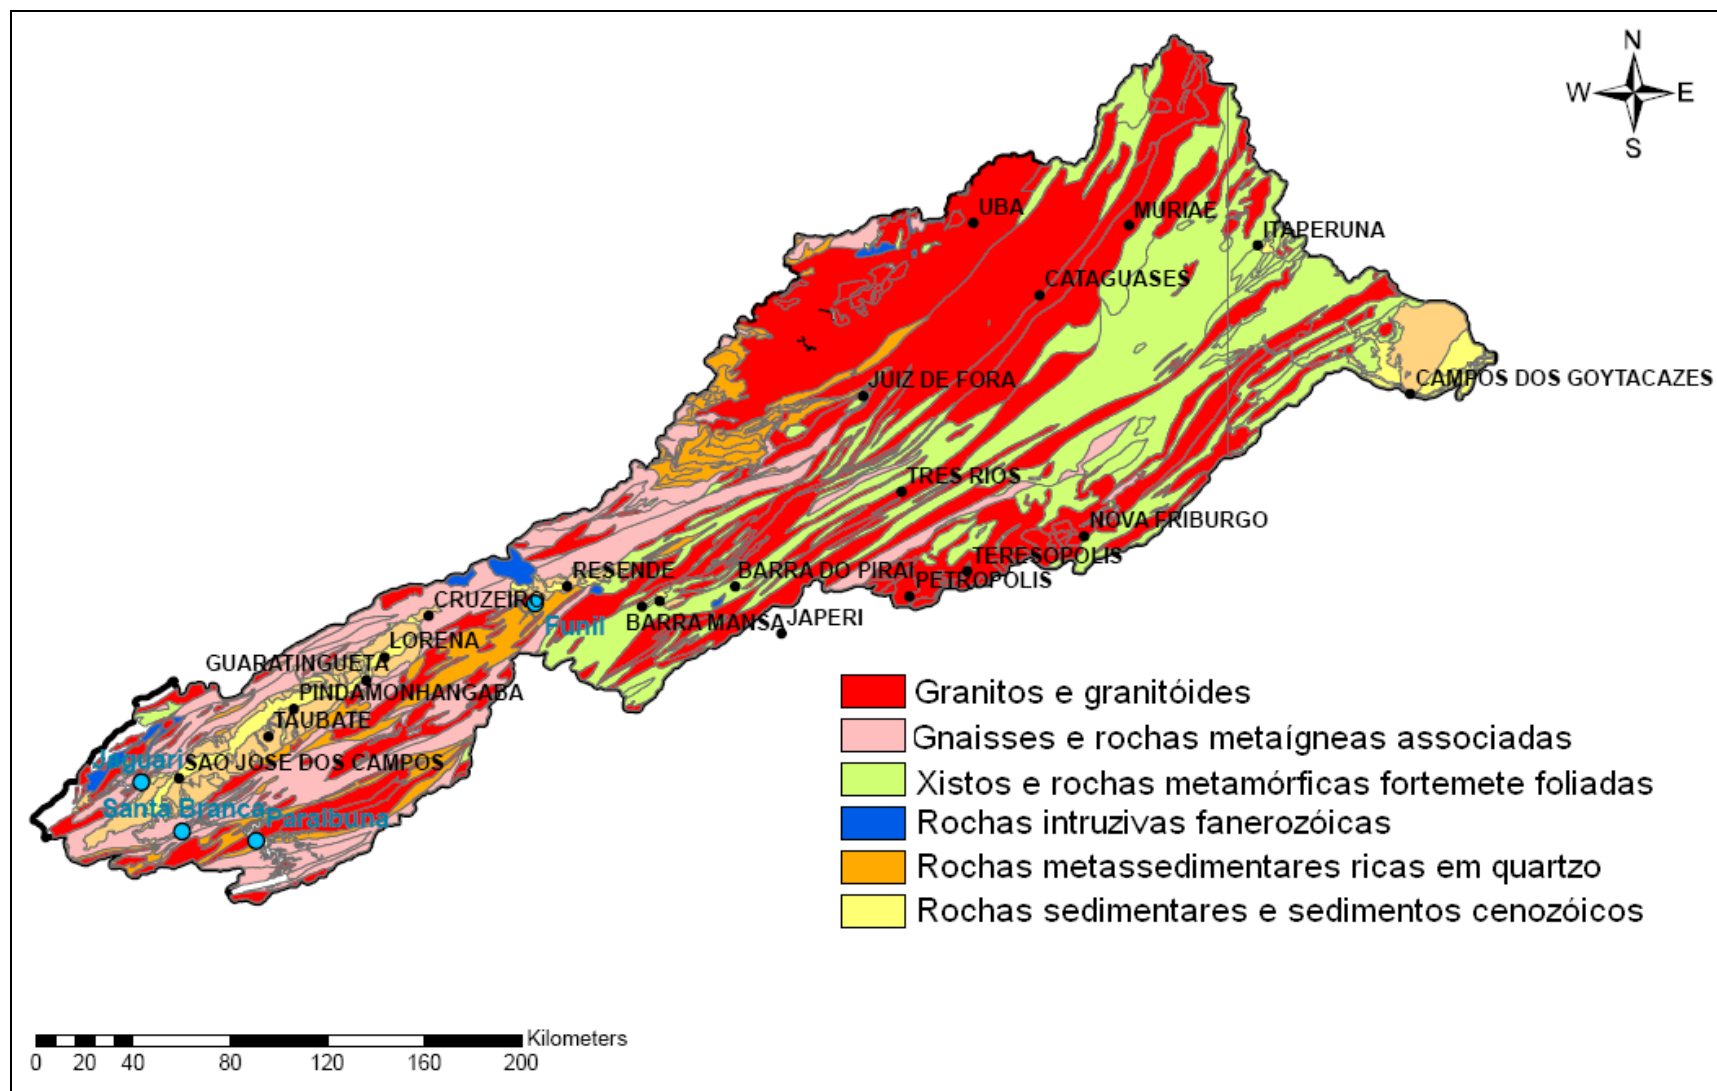 N
W E
S
UBA
MURIAE
ITAPERUNA
CATAGUASES
JUIZ DE FORA
CAMPOS DOS GOYTACAZES
TRES RIOS
NOVA FRIBURGO
TERESOPOLIS
RESENDE
BARRA DO PIRAI
PETROPOLIS
CRUZEIRO
Funil
BARRA MANSA
JAPERI
LORENA
GUARATINGUETA
PINDAMONHANGABA
TAUBATE
Jaguari
SAO JOSE DOS CAMPOS
Santa Branca
Paraibuna
Granitos e granitóides
Gnaisses e rochas metaígneas associadas
Xistos e rochas metamórficas fortemete foliadas
Rochas intruzivas fanerozóicas
Rochas metassedimentares ricas em quartzo
Rochas sedimentares e sedimentos cenozóicos
Kilometers
0 20 40 80 120 160 200